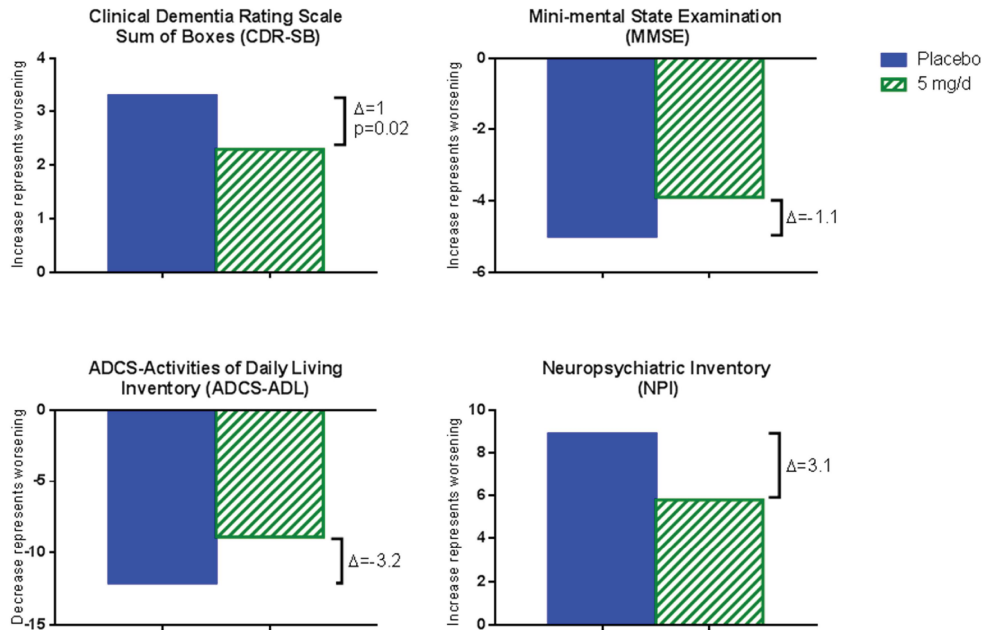 Clinical Dementia Rating Scale
Sum of Boxes (CDR-SB)
Increase represents worsening
4
3
2
1
0
Δ=1
p=0.02
Mini-mental State Examination
(MMSE)
Increase represents worsening
0
-2
-4
-6
Δ=-1.1
Placebo
5 mg/d
ADCS-Activities of Daily Living
Inventory (ADCS-ADL)
Decrease represents worsening
0
-5
-10
-15
Δ=-3.2
Neuropsychiatric Inventory
(NPI)
Increase represents worsening
10
8
6
4
2
0
Δ=3.1